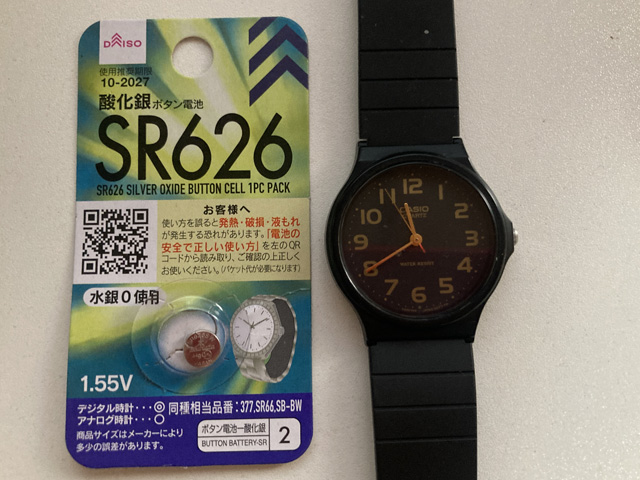 DAISO
使用推奨期限
10-2027
酸化銀ボタン電池
SR626
SR626 SILVER OXIDE BUTTON CELL 1PC PACK
お客様へ
使い方を誤ると発熱・破損・液もれ
が発生する恐れがあります。「電池の
安全で正しい使い方」を左のQR
コードから読み取り、ご確認の上正しく
お使いください。(パケット代が必要になります)
水銀0使用
1.55V
デジタル時計・・・◎
アナログ時計・・・○
同種相当品番:377,SR66,SB-BW
商品サイズはメーカーにより
多少の誤差があります。
ボタン電池ー酸化銀
BUTTON BATTERY-SR
2
CASIO
QUARTZ
WATER RESIST
12
1
2
3
4
5
6
7
8
9
10
11